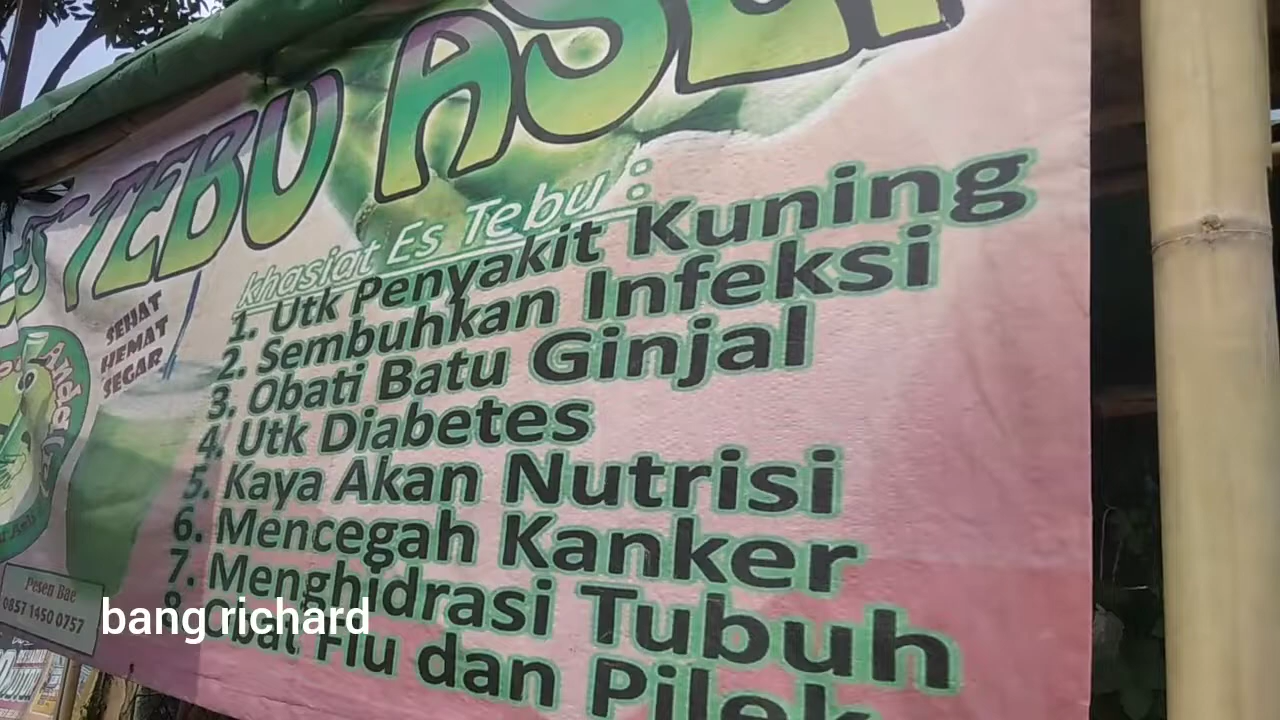 ES TEBU ASLI
khasiat Es Tebu :
1. Utk Penyakit Kuning
2. Sembuhkan Infeksi
3. Obati Batu Ginjal
4. Utk Diabetes
5. Kaya Akan Nutrisi
6. Mencegah Kanker
7. Menghidrasi Tubuh
8. Obat Flu dan Pilek
SEHAT
HEMAT
SEGAR
Pesen Bae
0857 1450 0757
bang richard